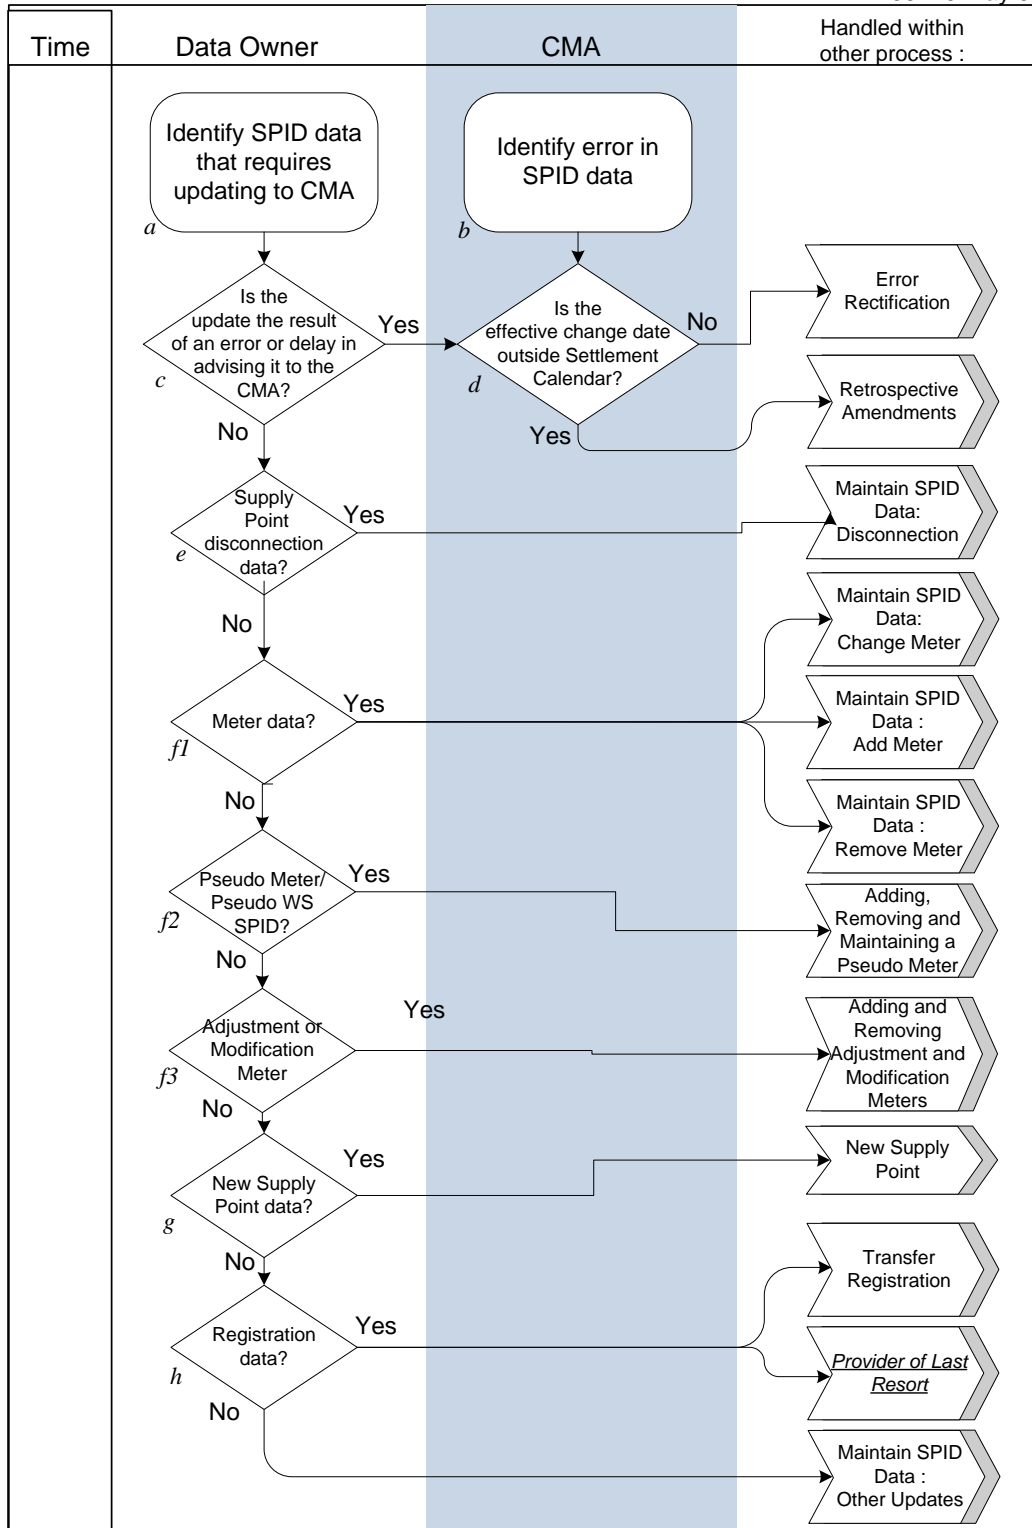 Time
Data Owner
CMA
Handled within
other process :
Identify SPID data
that requires
updating to CMA
a
Identify error in
SPID data
b
Is the
update the result
of an error or delay in
advising it to the
CMA?
c
Yes
No
Is the
effective change date
outside Settlement
Calendar?
d
No
Yes
Error
Rectification
Retrospective
Amendments
Supply
Point
disconnection
data?
e
Yes
No
Maintain SPID
Data:
Disconnection
Meter data?
f1
Yes
No
Maintain SPID
Data:
Change Meter
Maintain SPID
Data :
Add Meter
Maintain SPID
Data :
Remove Meter
Pseudo Meter/
Pseudo WS
SPID?
f2
Yes
No
Adding,
Removing and
Maintaining a
Pseudo Meter
Adjustment or
Modification
Meter
f3
Yes
No
Adding and
Removing
Adjustment and
Modification
Meters
New Supply
Point data?
g
Yes
No
New Supply
Point
Registration
data?
h
Yes
No
Transfer
Registration
Provider of Last
Resort
Maintain SPID
Data :
Other Updates